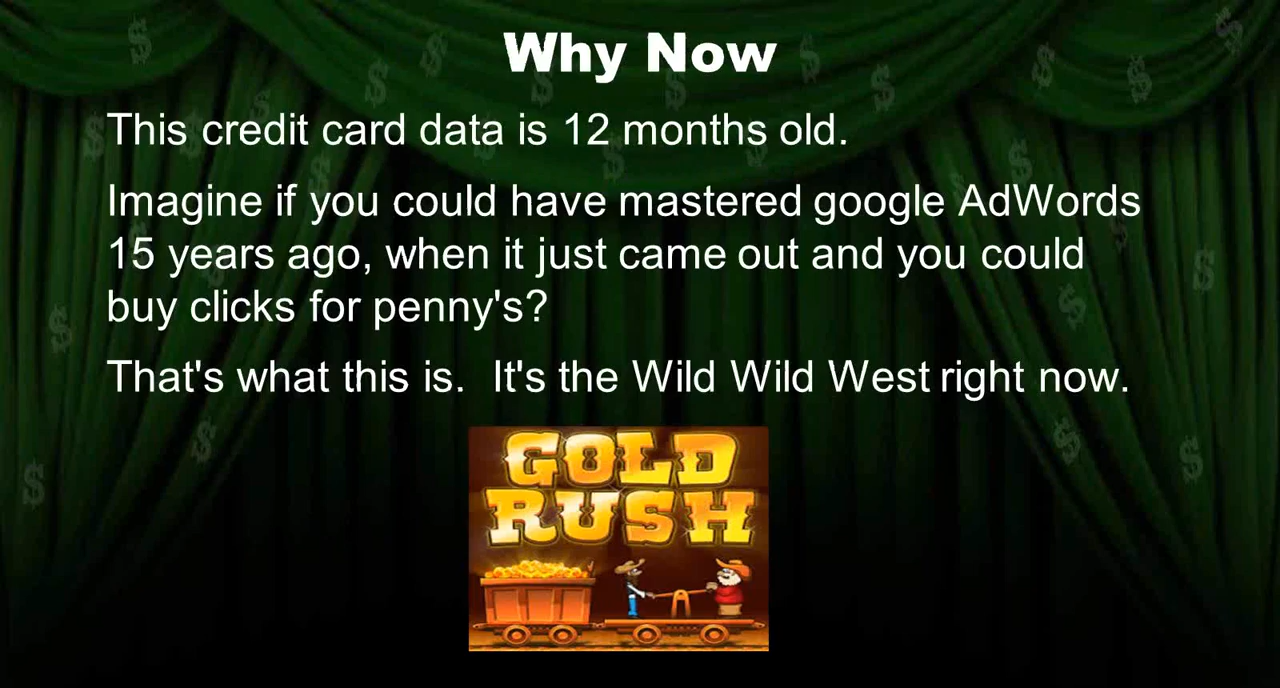 Why Now
This credit card data is 12 months old.
Imagine if you could have mastered google AdWords
15 years ago, when it just came out and you could
buy clicks for penny's?
That's what this is. It's the Wild Wild West right now.
GOLD
RUSH